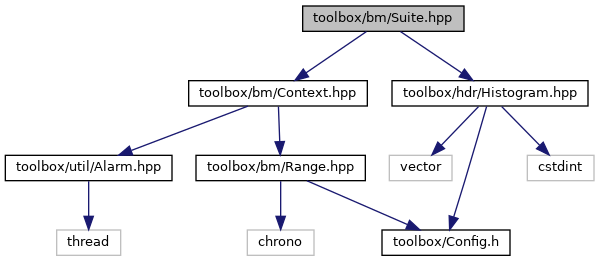 toolbox/bm/Suite.hpp
toolbox/bm/Context.hpp
toolbox/hdr/Histogram.hpp
toolbox/util/Alarm.hpp
toolbox/bm/Range.hpp
vector
cstdint
thread
chrono
toolbox/Config.h